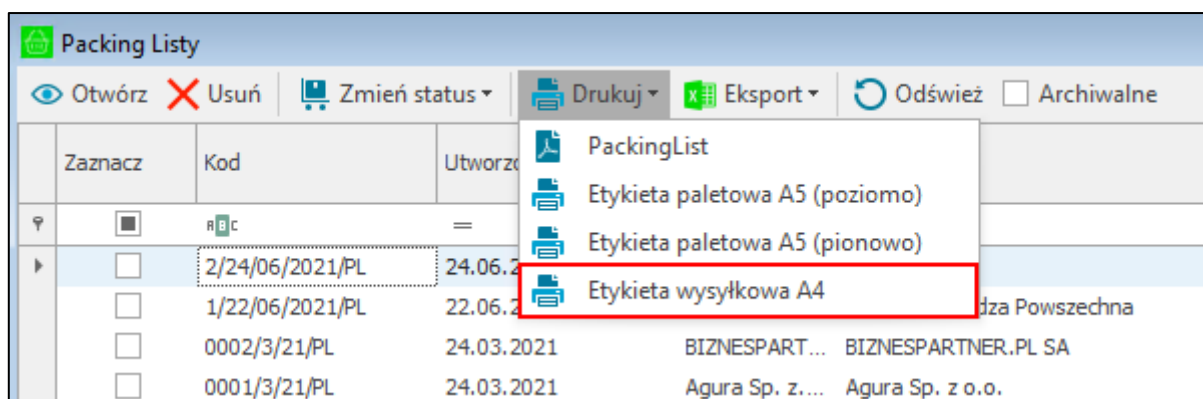 Packing Listy
Otwórz Usuń Zmień status Drukuj Eksport Odśwież Archiwalne
Zaznacz Kod
PackingList
Etykieta paletowa A5 (poziomo)
Etykieta paletowa A5 (pionowo)
Etykieta wysyłkowa A4
ABC =
2/24/06/2021/PL 24.06.2
1/22/06/2021/PL 22.06.2 Powszechna
0002/3/21/PL 24.03.2021 BIZNESPART... BIZNESPARTNER.PL SA
0001/3/21/PL 24.03.2021 Agura Sp. z.... Agura Sp. z o.o.